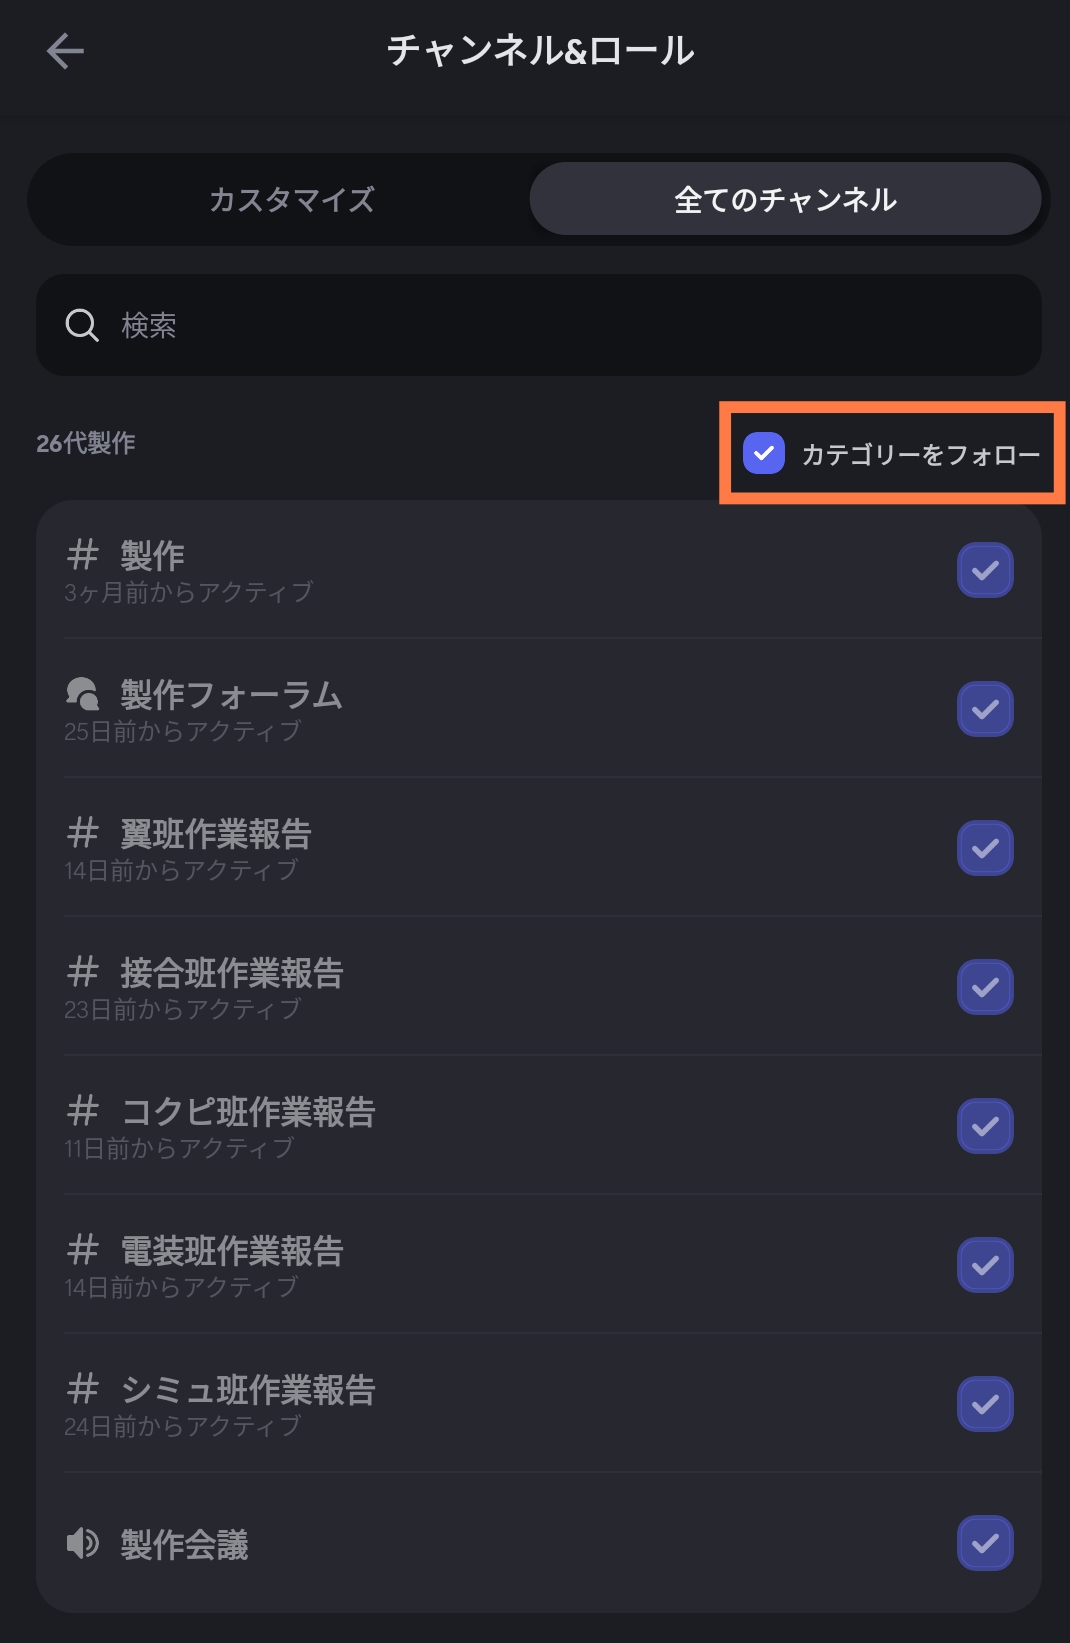 チャンネル&ロール
カスタマイズ
全てのチャンネル
検索
26代製作
カテゴリーをフォロー
製作
3ヶ月前からアクティブ
製作フォーラム
25日前からアクティブ
翼班作業報告
14日前からアクティブ
接合班作業報告
23日前からアクティブ
コクピ班作業報告
11日前からアクティブ
電装班作業報告
14日前からアクティブ
シミュ班作業報告
24日前からアクティブ
製作会議